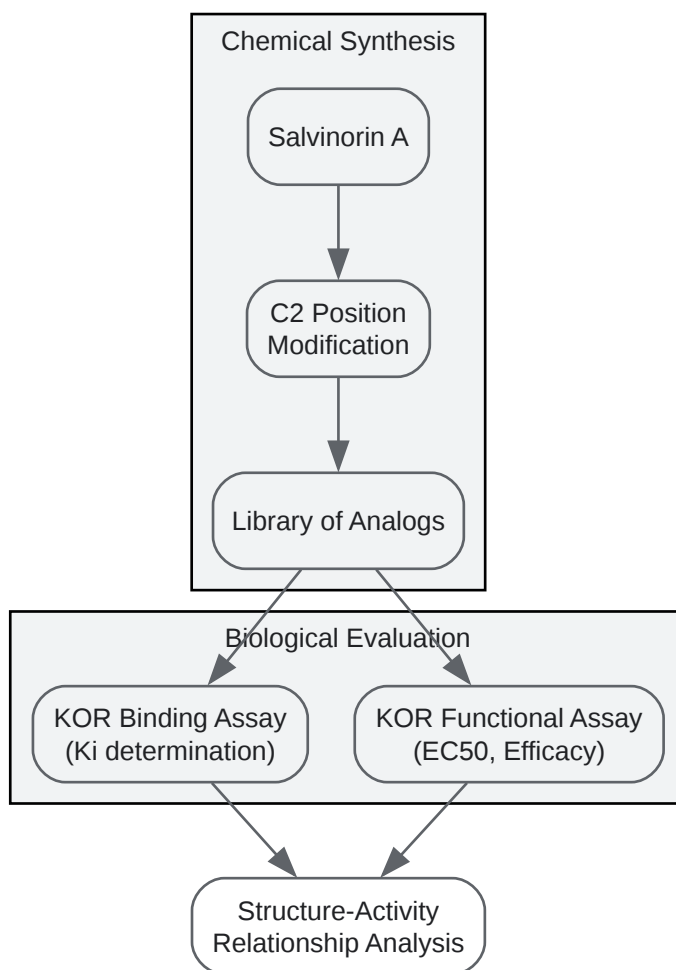 Chemical Synthesis
Salvinorin A
C2 Position
Modification
Library of Analogs
Biological Evaluation
KOR Binding Assay
(Ki determination)
KOR Functional Assay
(EC50, Efficacy)
Structure-Activity
Relationship Analysis